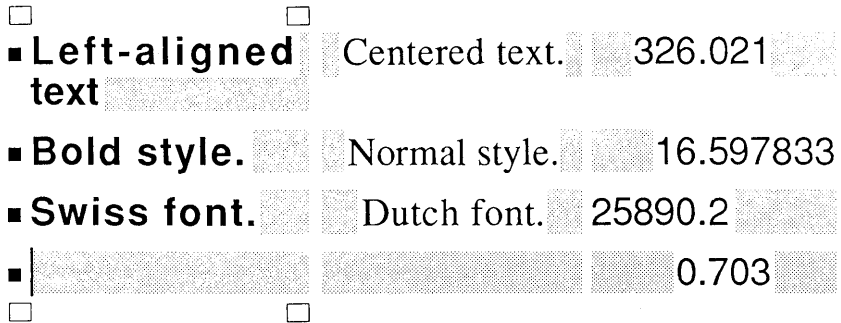 ▪ Left-aligned Centered text. 326.021
text
▪ Bold style. Normal style. 16.597833
▪ Swiss font. Dutch font. 25890.2
▪ 0.703